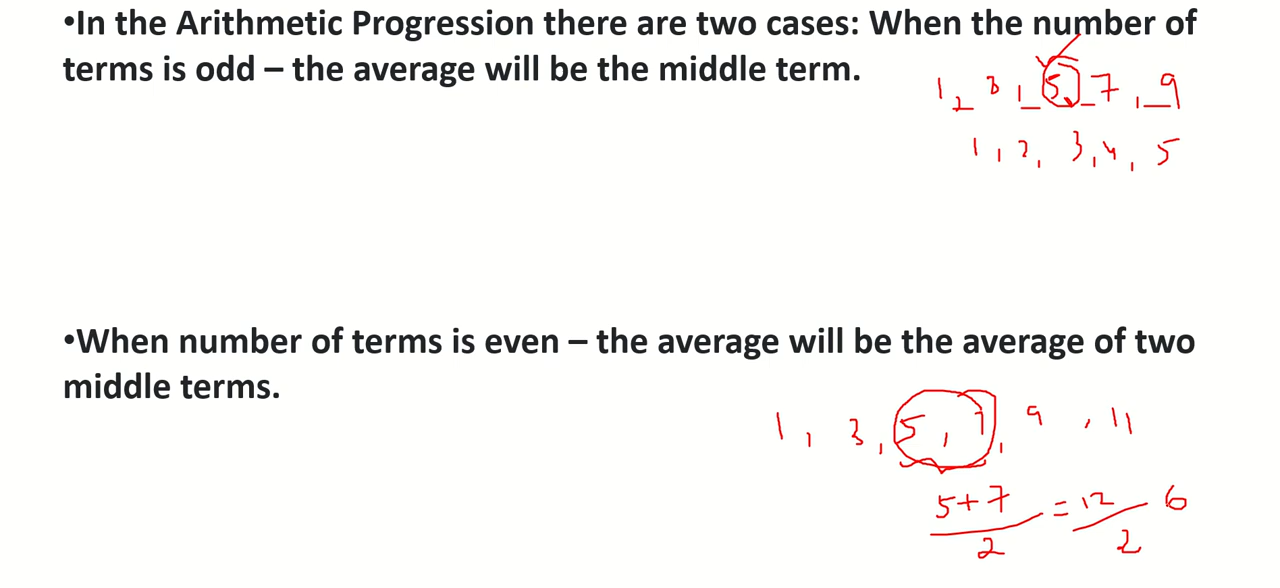 •In the Arithmetic Progression there are two cases: When the number of
terms is odd – the average will be the middle term.
1, 3, 5, 7, 9
1, 2, 3, 4, 5
•When number of terms is even – the average will be the average of two
middle terms.
1, 3, 5, 7, 9, 11
5+7 = 12 6
2 2